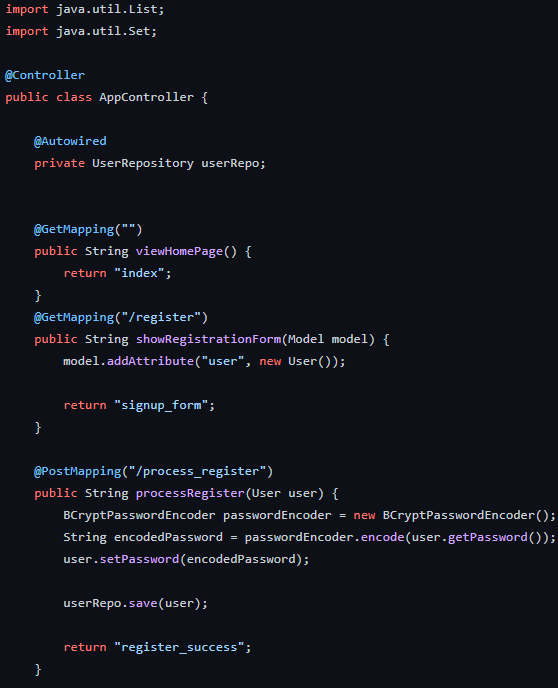 import java.util.List;
import java.util.Set;
@Controller
public class AppController {
@Autowired
private UserRepository userRepo;
@GetMapping("")
public String viewHomePage() {
return "index";
}
@GetMapping("/register")
public String showRegistrationForm(Model model) {
model.addAttribute("user", new User());
return "signup_form";
}
@PostMapping("/process_register")
public String processRegister(User user) {
BCryptPasswordEncoder passwordEncoder = new BCryptPasswordEncoder();
String encodedPassword = passwordEncoder.encode(user.getPassword());
user.setPassword(encodedPassword);
userRepo.save(user);
return "register_success";
}